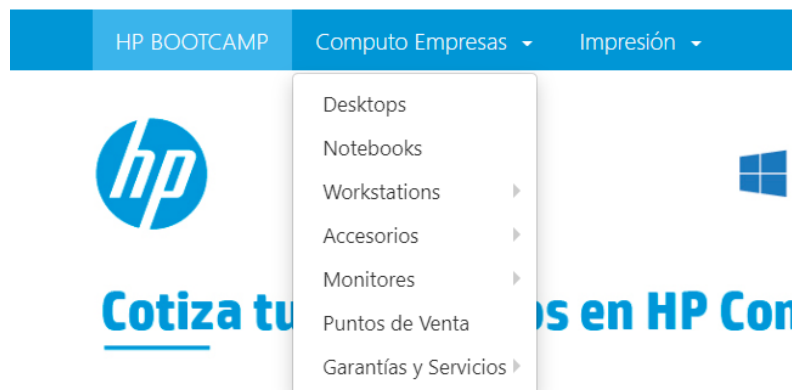 HP BOOTCAMP Computo Empresas Impresión
Desktops
Notebooks
hp
Workstations
Accesorios
Monitores
Cotiza tu os en HP Con
Puntos de Venta
Garantías y Servicios